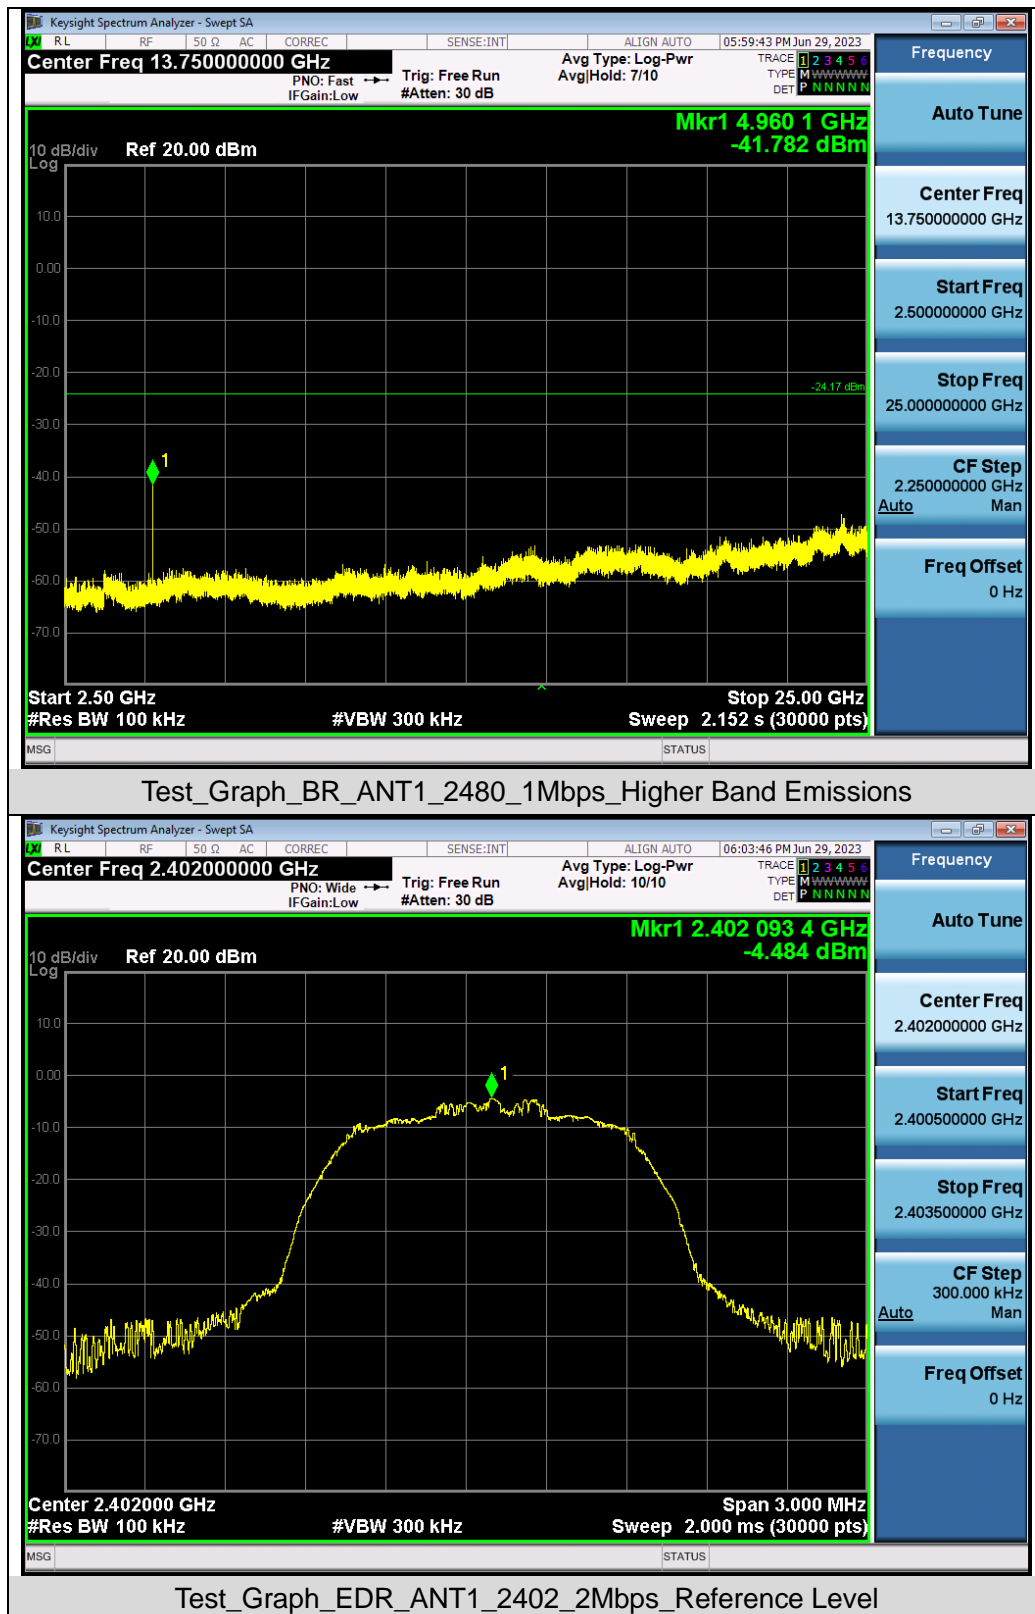 Keysight Spectrum Analyzer - Swept SA
LXI RL RF 50 Ω AC CORREC SENSE:INT ALIGN AUTO 05:59:43 PM Jun 29, 2023
Center Freq 13.750000000 GHz
PNO: Fast
IFGain:Low
Trig: Free Run
#Atten: 30 dB
Avg Type: Log-Pwr
Avg|Hold: 7/10
TRACE 1 2 3 4 5 6
TYPE M WWWWW
DET P N N N N N
Mkr1 4.960 1 GHz
-41.782 dBm
10 dB/div Ref 20.00 dBm
Log
10.0
0.00
-10.0
-20.0
-24.17 dBm
-30.0
1
-40.0
-50.0
-60.0
-70.0
Start 2.50 GHz Stop 25.00 GHz
#Res BW 100 kHz #VBW 300 kHz Sweep 2.152 s (30000 pts)
MSG STATUS
Frequency
Auto Tune
Center Freq
13.750000000 GHz
Start Freq
2.500000000 GHz
Stop Freq
25.000000000 GHz
CF Step
2.250000000 GHz
Auto Man
Freq Offset
0 Hz
Test_Graph_BR_ANT1_2480_1Mbps_Higher Band Emissions
Keysight Spectrum Analyzer - Swept SA
LXI RL RF 50 Ω AC CORREC SENSE:INT ALIGN AUTO 06:03:46 PM Jun 29, 2023
Center Freq 2.402000000 GHz
PNO: Wide
IFGain:Low
Trig: Free Run
#Atten: 30 dB
Avg Type: Log-Pwr
Avg|Hold: 10/10
TRACE 1 2 3 4 5 6
TYPE M WWWWW
DET P N N N N N
Mkr1 2.402 093 4 GHz
-4.484 dBm
10 dB/div Ref 20.00 dBm
Log
10.0
0.00
1
-10.0
-20.0
-30.0
-40.0
-50.0
-60.0
-70.0
Center 2.402000 GHz Span 3.000 MHz
#Res BW 100 kHz #VBW 300 kHz Sweep 2.000 ms (30000 pts)
MSG STATUS
Frequency
Auto Tune
Center Freq
2.402000000 GHz
Start Freq
2.400500000 GHz
Stop Freq
2.403500000 GHz
CF Step
300.000 kHz
Auto Man
Freq Offset
0 Hz
Test_Graph_EDR_ANT1_2402_2Mbps_Reference Level